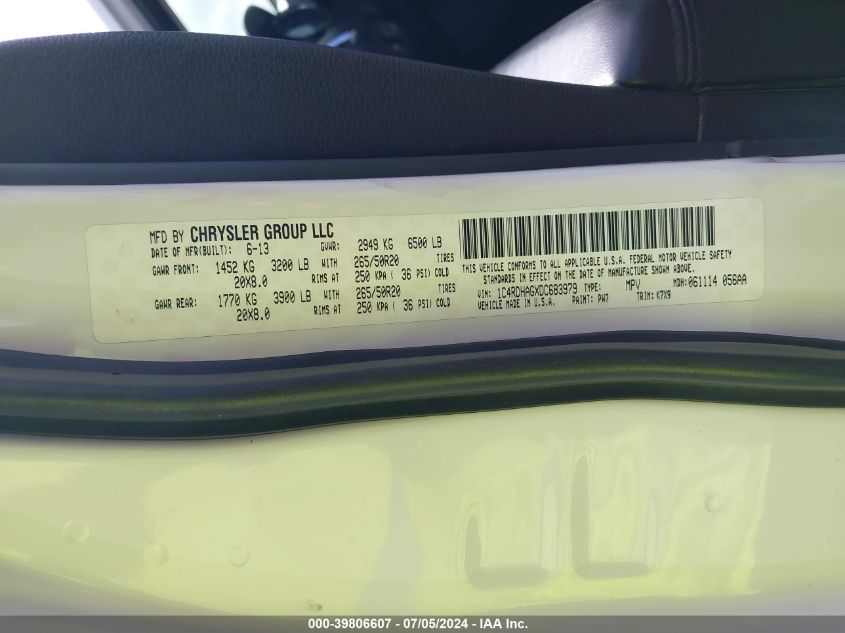 MFD BY CHRYSLER GROUP LLC
DATE OF MFR(BUILT): 6-13 GVWR: 2949 KG 6500 LB
GAWR FRONT: 1452 KG 3200 LB WITH 265/50R20 TIRES
20X8.0 RIMS AT 250 KPA ( 36 PSI) COLD
GAWR REAR: 1770 KG 3900 LB WITH 265/50R20 TIRES
20X8.0 RIMS AT 250 KPA ( 36 PSI) COLD
THIS VEHICLE CONFORMS TO ALL APPLICABLE U.S.A. FEDERAL MOTOR VEHICLE SAFETY
STANDARDS IN EFFECT ON THE DATE OF MANUFACTURE SHOWN ABOVE.
VIN: 1C4RDHAGXDC683979 TYPE: MPV MDH: 061114 056AA
VEHICLE MADE IN U.S.A. PAINT: PW7 TRIM: K7X9
000-39806607 - 07/05/2024 - IAA Inc.